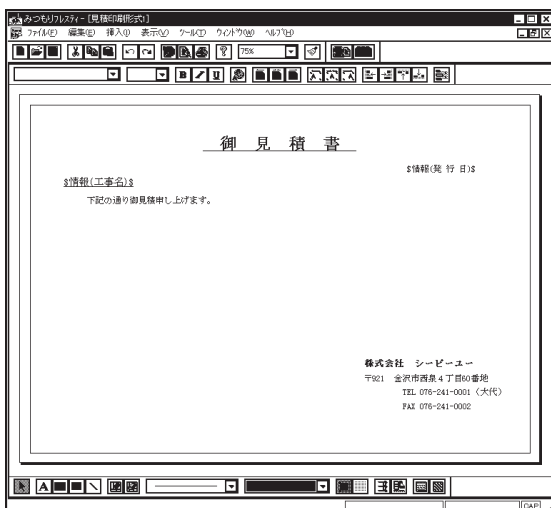 みつもりフレスティー - [見積印刷形式1]
ファイル(F) 編集(E) 挿入(I) 表示(V) ツール(T) ウィンドウ(W) ヘルプ(H)
75%
B I U
御 見 積 書
$情報(発 行 日)$
$情報(工事名)$
下記の通り御見積申し上げます。
株式会社 シーピーユー
〒921 金沢市西泉4丁目60番地
TEL 076-241-0001 (大代)
FAX 076-241-0002
A
CAP